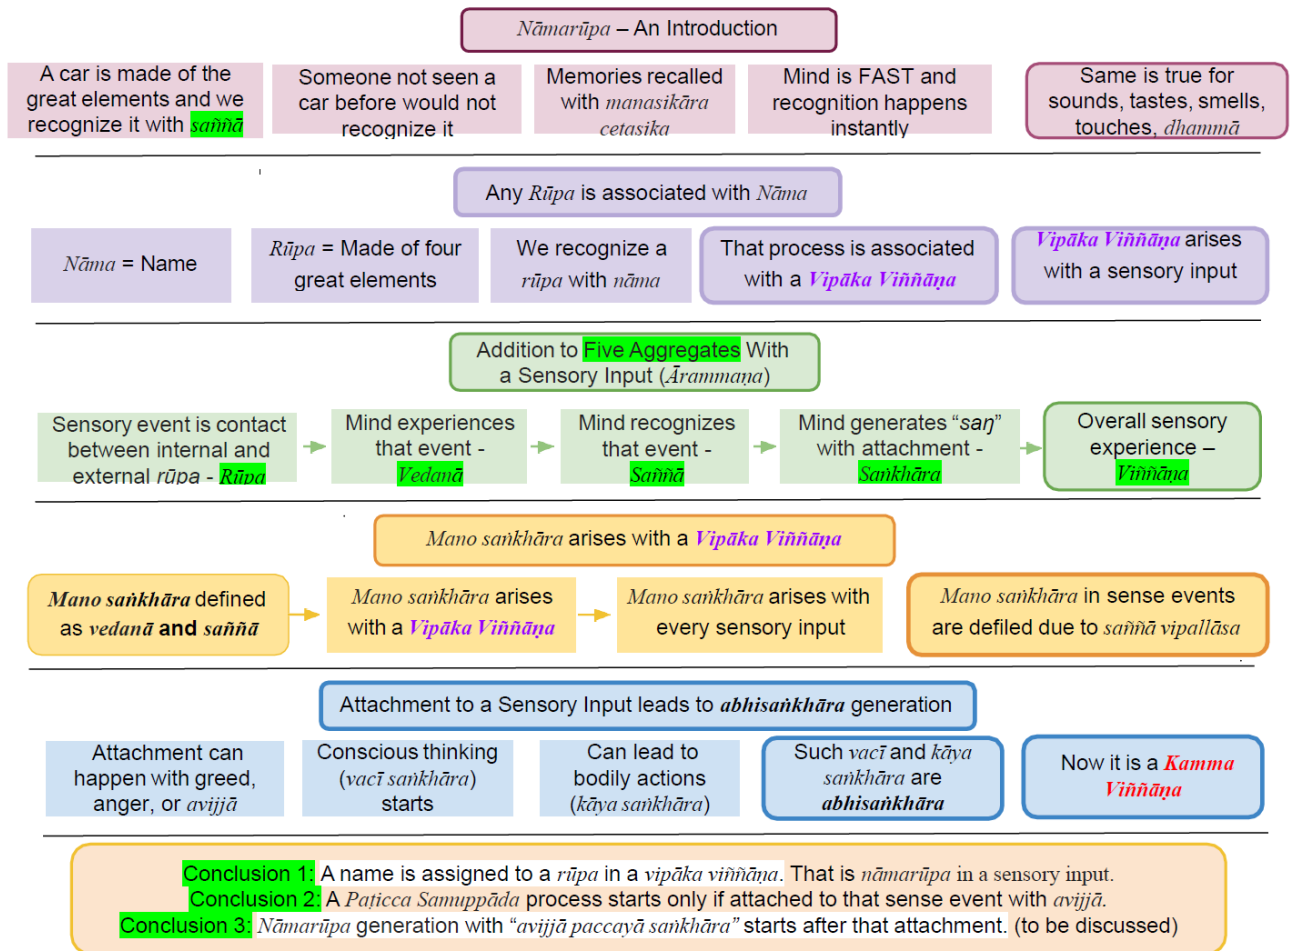 Nāmarūpa – An Introduction
A car is made of the
great elements and we
recognize it with saññā
Someone not seen a
car before would not
recognize it
Memories recalled
with manasikāra
cetasika
Mind is FAST and
recognition happens
instantly
Same is true for
sounds, tastes, smells,
touches, dhammā
Any Rūpa is associated with Nāma
Nāma = Name
Rūpa = Made of four
great elements
We recognize a
rūpa with nāma
That process is associated
with a Vipāka Viññāṇa
Vipāka Viññāṇa arises
with a sensory input
Addition to Five Aggregates With
a Sensory Input (Ārammaṇa)
Sensory event is contact
between internal and
external rūpa - Rūpa
Mind experiences
that event -
Vedanā
Mind recognizes
that event -
Saññā
Mind generates “saŋ”
with attachment -
Saṅkhāra
Overall sensory
experience –
Viññāṇa
Mano saṅkhāra arises with a Vipāka Viññāṇa
Mano saṅkhāra defined
as vedanā and saññā
Mano saṅkhāra arises
with a Vipāka Viññāṇa
Mano saṅkhāra arises with
every sensory input
Mano saṅkhāra in sense events
are defiled due to saññā vipallāsa
Attachment to a Sensory Input leads to abhisaṅkhāra generation
Attachment can
happen with greed,
anger, or avijjā
Conscious thinking
(vacī saṅkhāra)
starts
Can lead to
bodily actions
(kāya saṅkhāra)
Such vacī and kāya
saṅkhāra are
abhisaṅkhāra
Now it is a Kamma
Viññāṇa
Conclusion 1: A name is assigned to a rūpa in a vipāka viññāṇa. That is nāmarūpa in a sensory input.
Conclusion 2: A Paṭicca Samuppāda process starts only if attached to that sense event with avijjā.
Conclusion 3: Nāmarūpa generation with “avijjā paccayā saṅkhāra” starts after that attachment. (to be discussed)